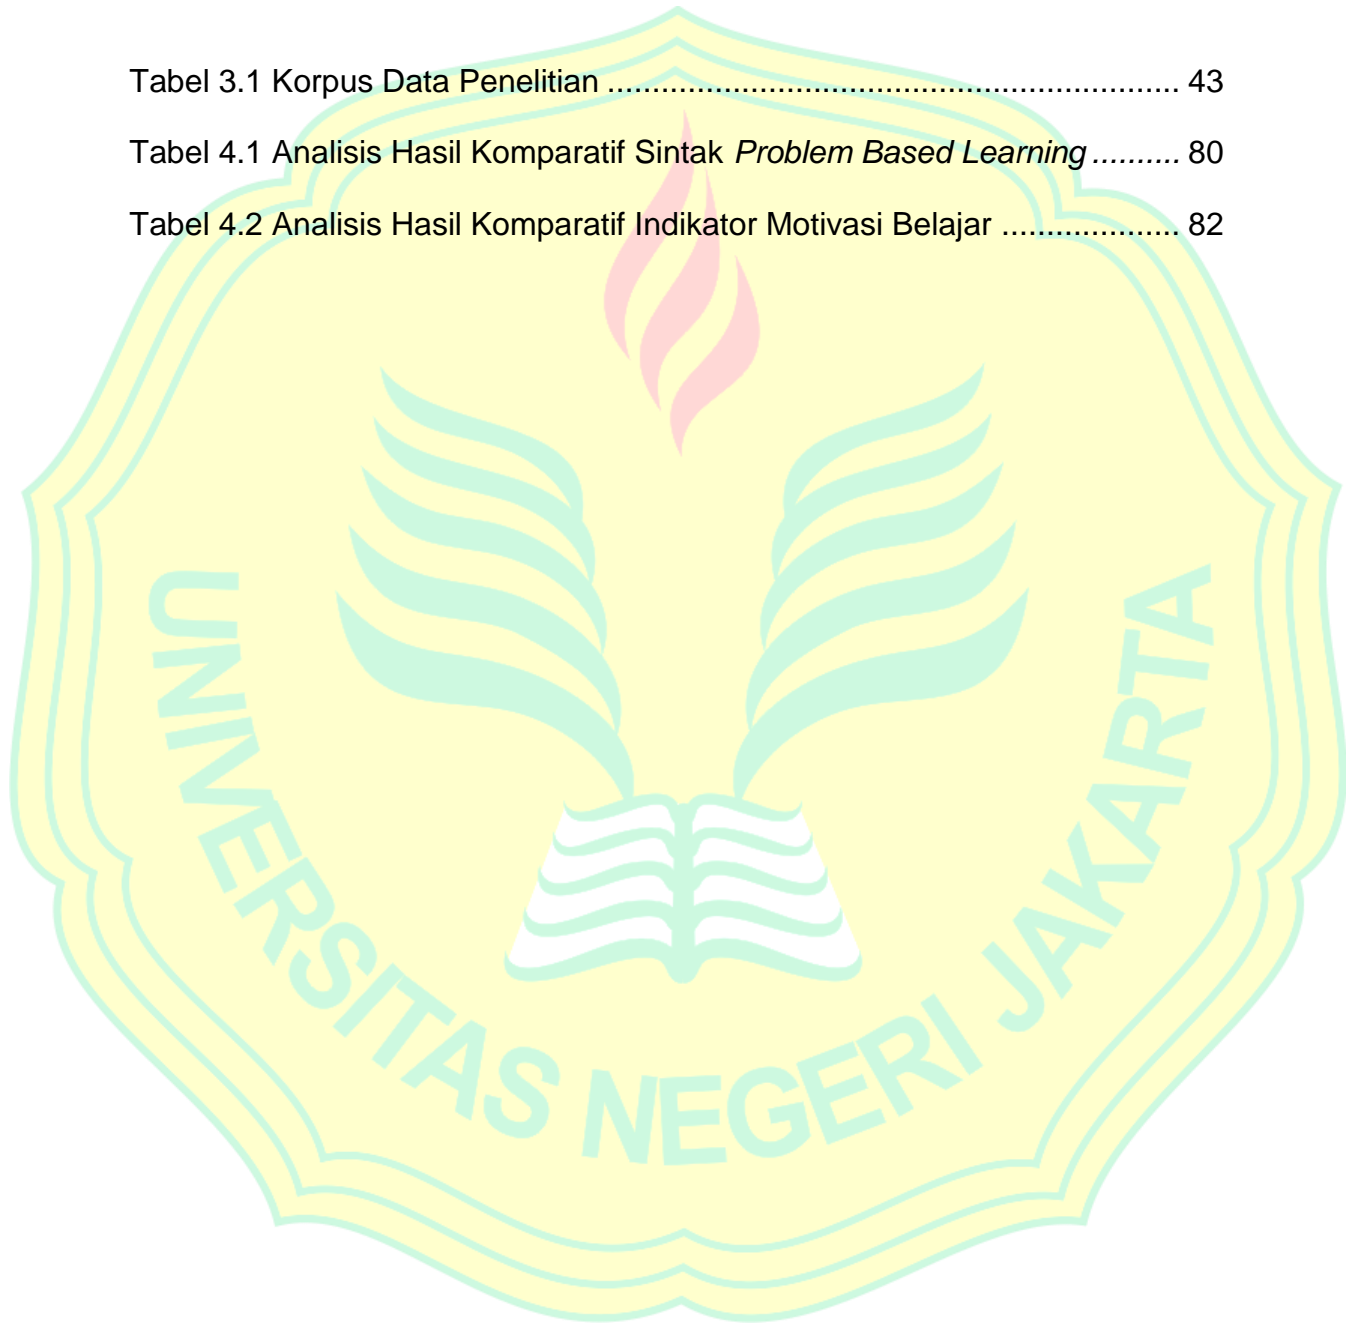 Tabel 3.1 Korpus Data Penelitian ................................................................ 43
Tabel 4.1 Analisis Hasil Komparatif Sintak Problem Based Learning .......... 80
Tabel 4.2 Analisis Hasil Komparatif Indikator Motivasi Belajar .................... 82
UNIVERSITAS NEGERI JAKARTA